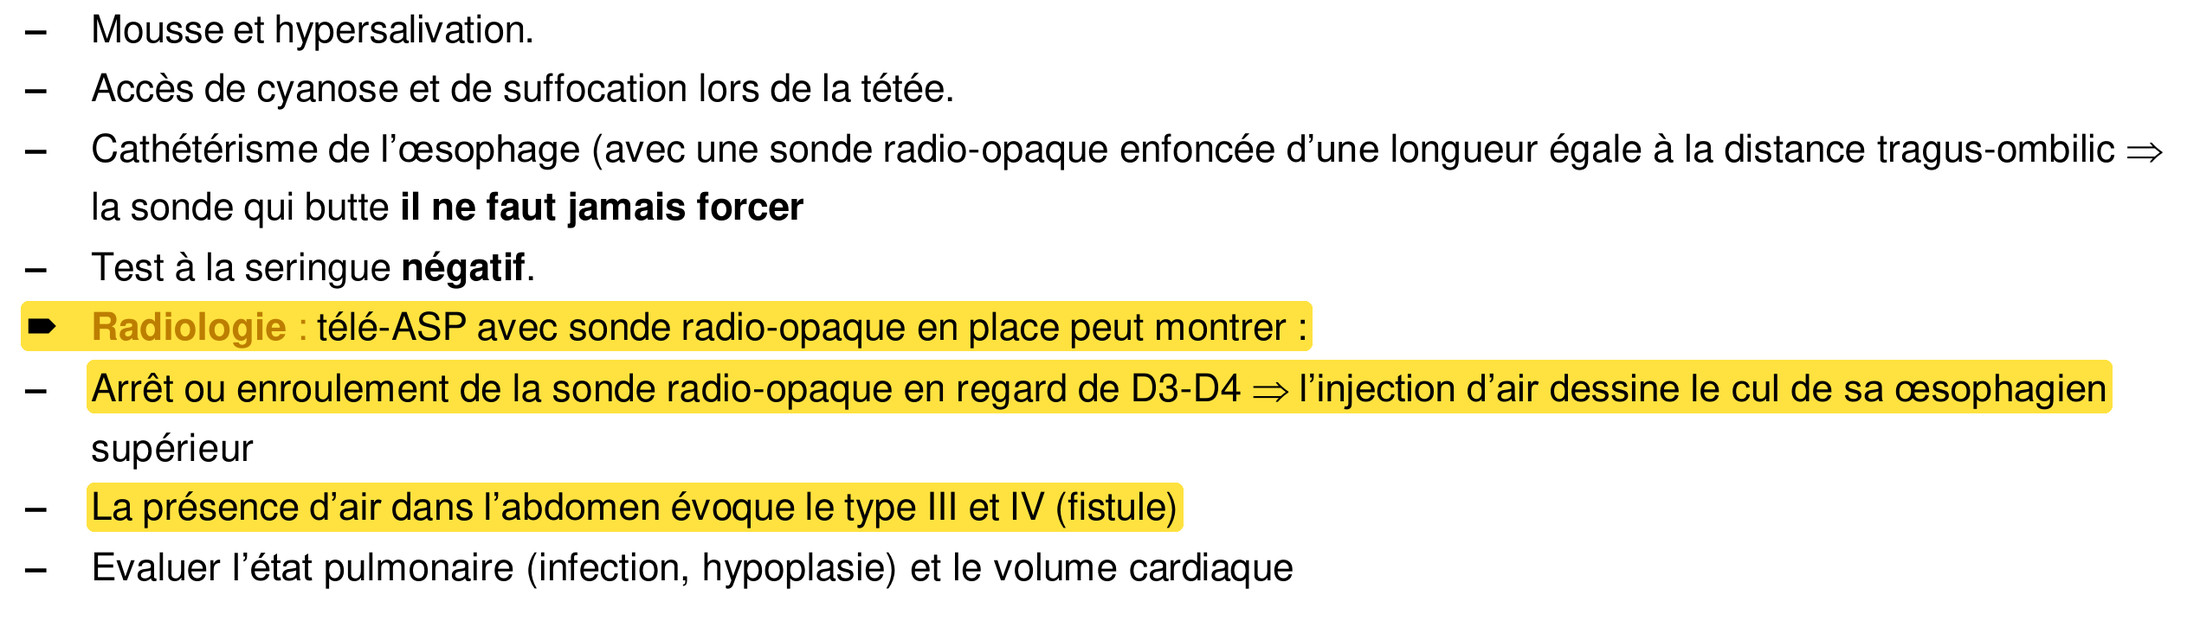 – Mousse et hypersalivation.
– Accès de cyanose et de suffocation lors de la tétée.
– Cathétérisme de l’œsophage (avec une sonde radio-opaque enfoncée d’une longueur égale à la distance tragus-ombilic ⇒
la sonde qui butte il ne faut jamais forcer
– Test à la seringue négatif.
Radiologie : télé-ASP avec sonde radio-opaque en place peut montrer :
– Arrêt ou enroulement de la sonde radio-opaque en regard de D3-D4 ⇒ l’injection d’air dessine le cul de sa œsophagien
supérieur
– La présence d’air dans l’abdomen évoque le type III et IV (fistule)
– Evaluer l’état pulmonaire (infection, hypoplasie) et le volume cardiaque